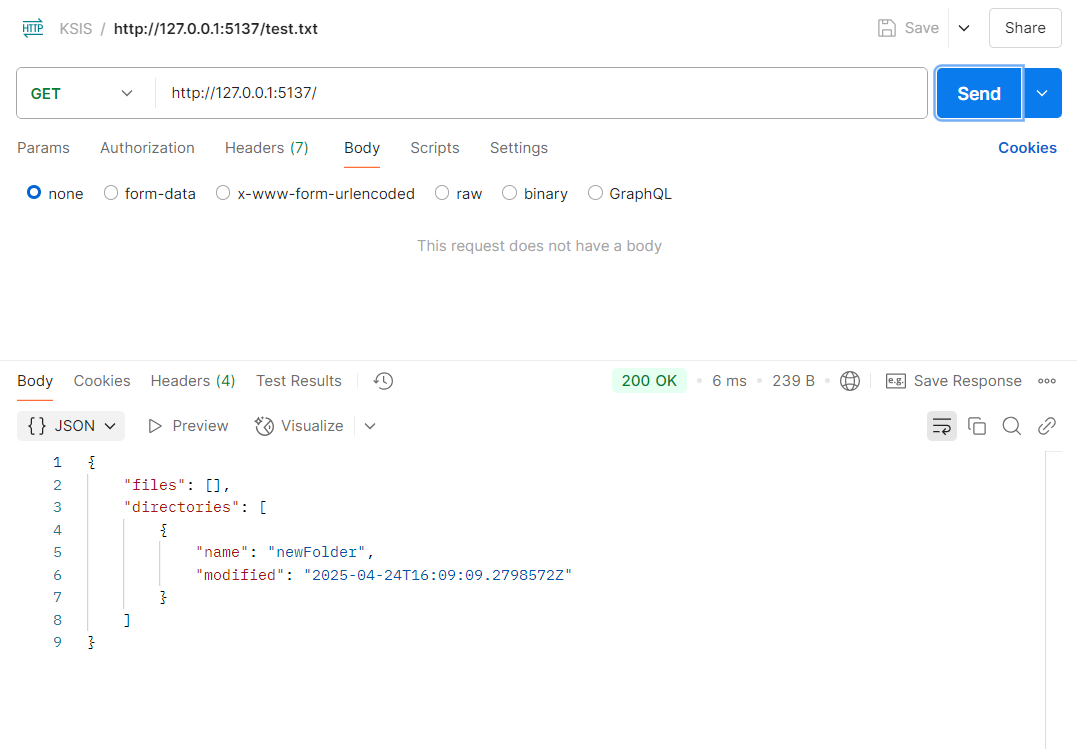 HTTP KSIS / http://127.0.0.1:5137/test.txt Save Share
GET http://127.0.0.1:5137/ Send
Params Authorization Headers (7) Body Scripts Settings Cookies
none form-data x-www-form-urlencoded raw binary GraphQL
This request does not have a body
Body Cookies Headers (4) Test Results 200 OK • 6 ms • 239 B • e.g. Save Response
{} JSON Preview Visualize
1 {
2 "files": [],
3 "directories": [
4 {
5 "name": "newFolder",
6 "modified": "2025-04-24T16:09:09.2798572Z"
7 }
8 ]
9 }